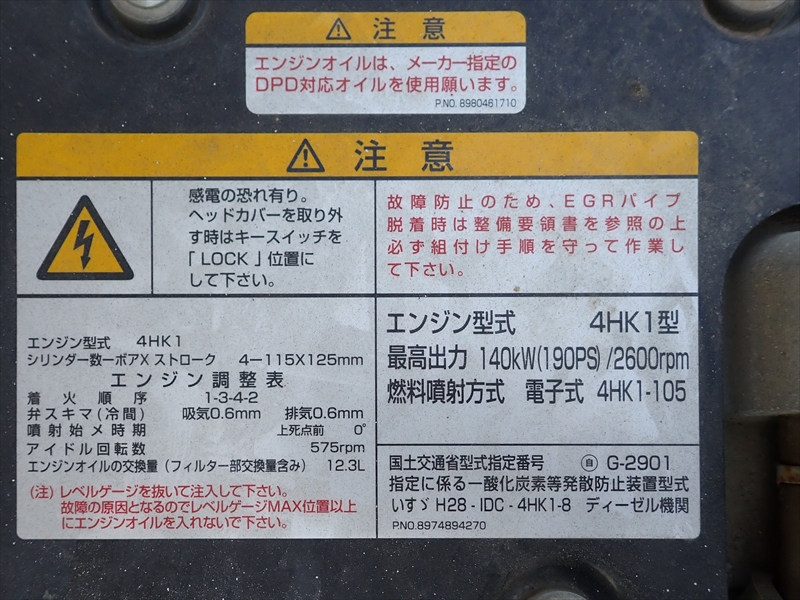 注意
エンジンオイルは、メーカー指定の
DPD対応オイルを使用願います。
P.NO. 8980461710
注意
感電の恐れ有り。
ヘッドカバーを取り外
す時はキースイッチを
「LOCK」位置に
して下さい。
故障防止のため、EGRパイプ
脱着時は整備要領書を参照の上
必ず組付け手順を守って作業し
て下さい。
エンジン型式 4HK1
シリンダー数ーボアX ストローク 4ー115X125mm
エンジン調整表
着火順序 1-3-4-2
弁スキマ(冷間) 吸気0.6mm 排気0.6mm
噴射始メ時期 上死点前 0°
アイドル回転数 575rpm
エンジンオイルの交換量 (フィルター部交換量含み) 12.3L
(注) レベルゲージを抜いて注入して下さい。
故障の原因となるのでレベルゲージMAX位置以上
にエンジンオイルを入れないで下さい。
エンジン型式 4HK1型
最高出力 140kW(190PS)/2600rpm
燃料噴射方式 電子式 4HK1-105
国土交通省型式指定番号 自 G-2901
指定に係る一酸化炭素等発散防止装置型式
いすゞ H28 - IDC - 4HK1-8 ディーゼル機関
P.NO.8974894270